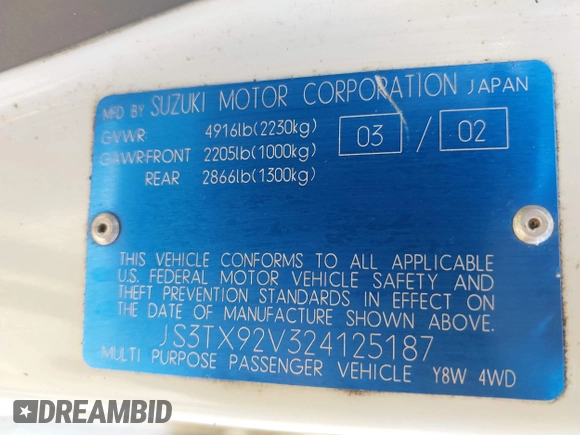 MFD BY SUZUKI MOTOR CORPORATION JAPAN
GVWR: 4916lb(2230kg) 03 / 02
GAWR:FRONT 2205lb(1000kg)
REAR 2866lb(1300kg)
THIS VEHICLE CONFORMS TO ALL APPLICABLE
U.S. FEDERAL MOTOR VEHICLE SAFETY AND
THEFT PREVENTION STANDARDS IN EFFECT ON
THE DATE OF MANUFACTURE SHOWN ABOVE.
JS3TX92V324125187
MULTI PURPOSE PASSENGER VEHICLE Y8W 4WD
DREAMBID